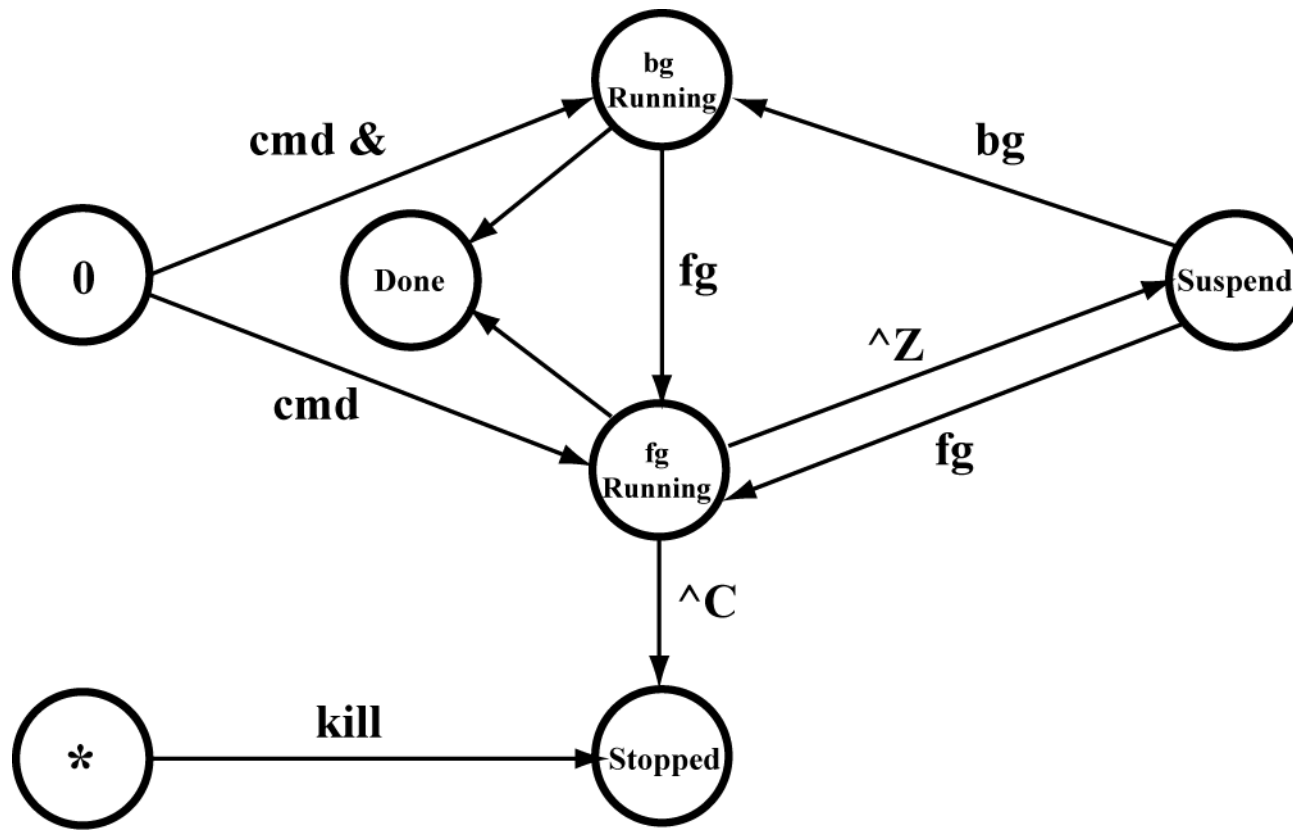 bg
Running
cmd &
bg
0
Done
fg
Suspend
^Z
cmd
fg
Running
fg
^C
kill
*
Stopped